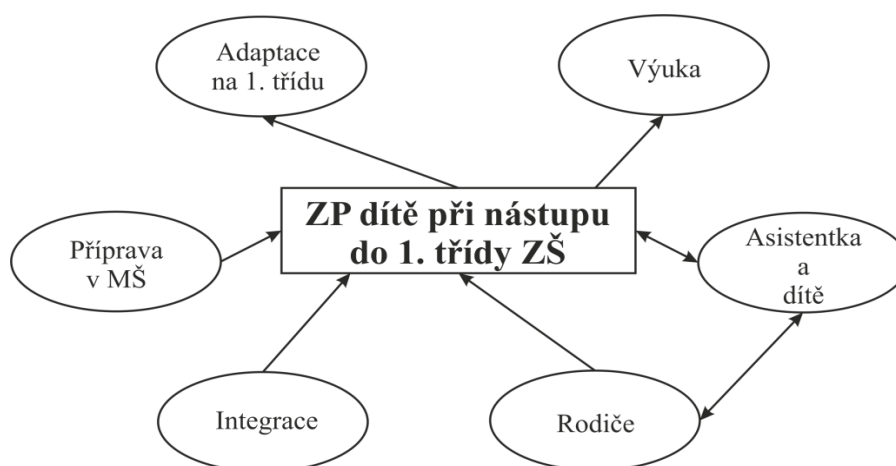 Adaptace
na 1. třídu
Výuka
ZP dítě při nástupu
do 1. třídy ZŠ
Příprava
v MŠ
Asistentka
a
dítě
Integrace
Rodiče